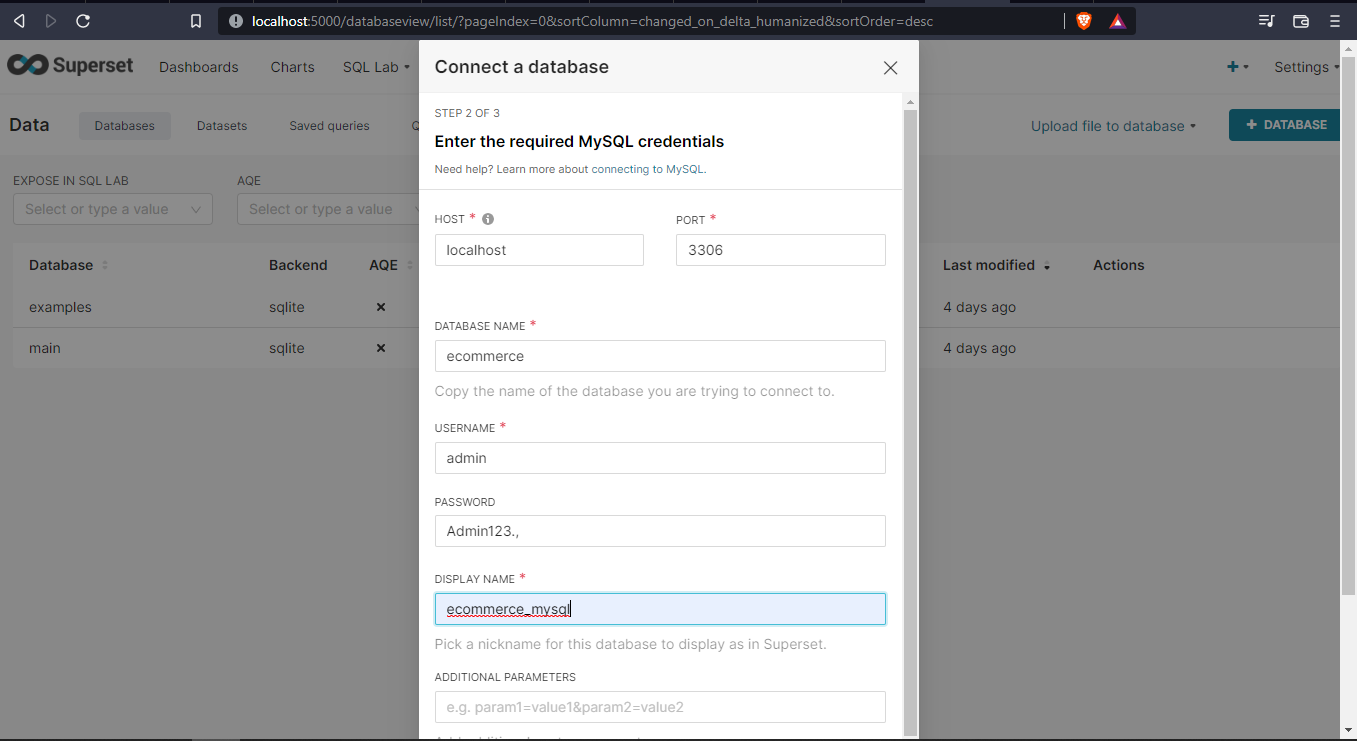 localhost:5000/databaseview/list/?pageIndex=0&sortColumn=changed_on_delta_humanized&sortOrder=desc
Superset Dashboards Charts SQL Lab Settings
Data Databases Datasets Saved queries Upload file to database + DATABASE
EXPOSE IN SQL LAB AQE
Select or type a value Select or type a value
Database Backend AQE Last modified Actions
examples sqlite 4 days ago
main sqlite 4 days ago
Connect a database
STEP 2 OF 3
Enter the required MySQL credentials
Need help? Learn more about connecting to MySQL.
HOST * PORT *
localhost 3306
DATABASE NAME *
ecommerce
Copy the name of the database you are trying to connect to.
USERNAME *
admin
PASSWORD
Admin123.,
DISPLAY NAME *
ecommerce_mysql
Pick a nickname for this database to display as in Superset.
ADDITIONAL PARAMETERS
e.g. param1=value1&param2=value2